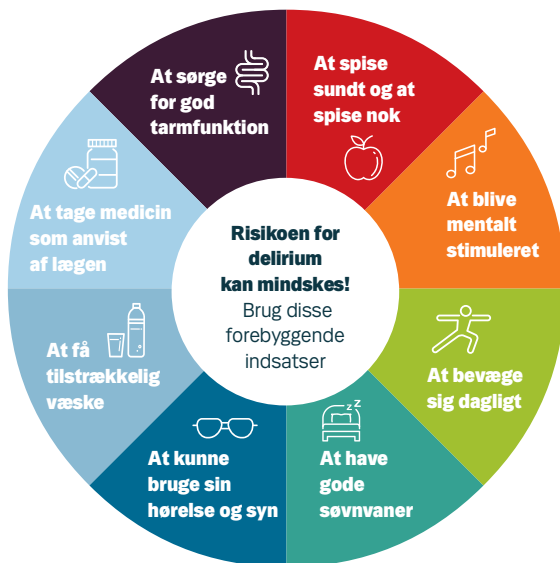 Risikoen for
delirium
kan mindskes!
Brug disse
forebyggende
indsatser
At spise
sundt og at
spise nok
At blive
mentalt
stimuleret
At bevæge
sig dagligt
At have
gode
søvnvaner
zz
At kunne
bruge sin
hørelse og syn
At få
tilstrækkelig
væske
At tage medicin
som anvist
af lægen
At sørge
for god
tarmfunktion